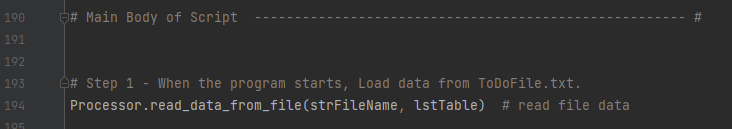 190 # Main Body of Script  ---------------------------------------------------- #
191
192
193 # Step 1 - When the program starts, Load data from ToDoFile.txt.
194 Processor.read_data_from_file(strFileName, lstTable)  # read file data
195